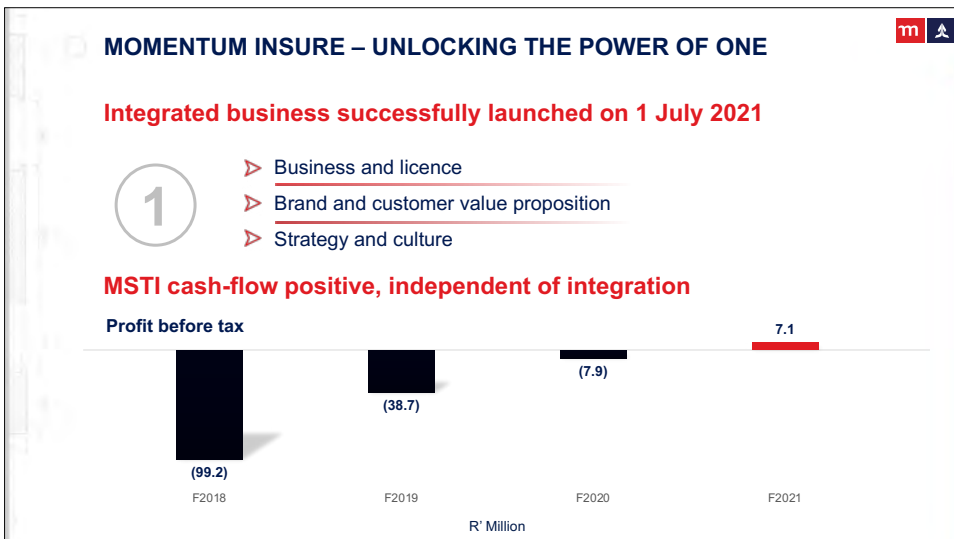 MOMENTUM INSURE – UNLOCKING THE POWER OF ONE
m
Integrated business successfully launched on 1 July 2021
1
Business and licence
Brand and customer value proposition
Strategy and culture
MSTI cash-flow positive, independent of integration
Profit before tax
7.1
(7.9)
(38.7)
(99.2)
F2018 F2019 F2020 F2021
R' Million